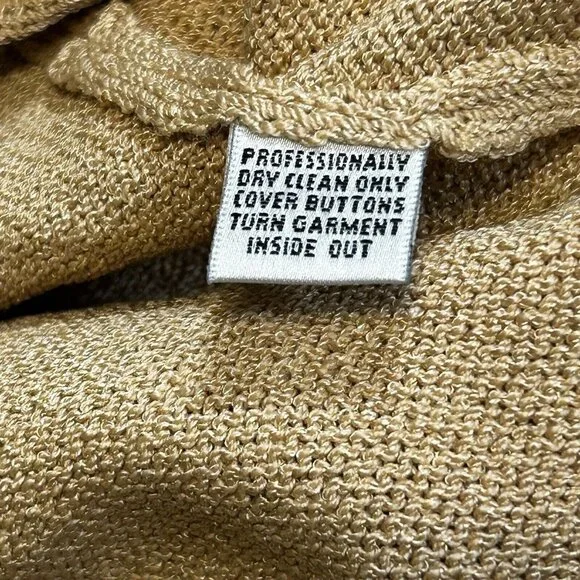 PROFESSIONALLY
DRY CLEAN ONLY
COVER BUTTONS
TURN GARMENT
INSIDE OUT